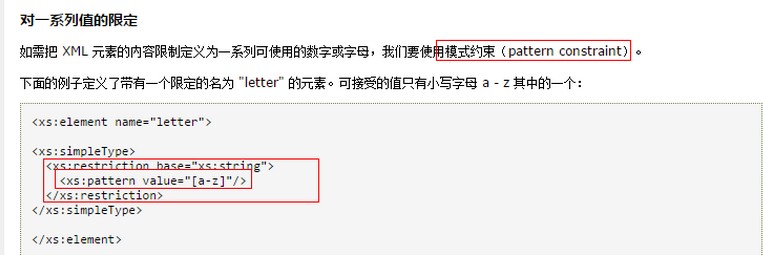 对一系列值的限定
如需把 XML 元素的内容限制定义为一系列可使用的数字或字母，我们要使用模式约束（pattern constraint）。
下面的例子定义了带有一个限定的名为 "letter" 的元素。可接受的值只有小写字母 a - z 其中的一个：
<xs:element name="letter">
<xs:simpleType>
<xs:restriction base="xs:string">
<xs:pattern value="[a-z]"/>
</xs:restriction>
</xs:simpleType>
</xs:element>